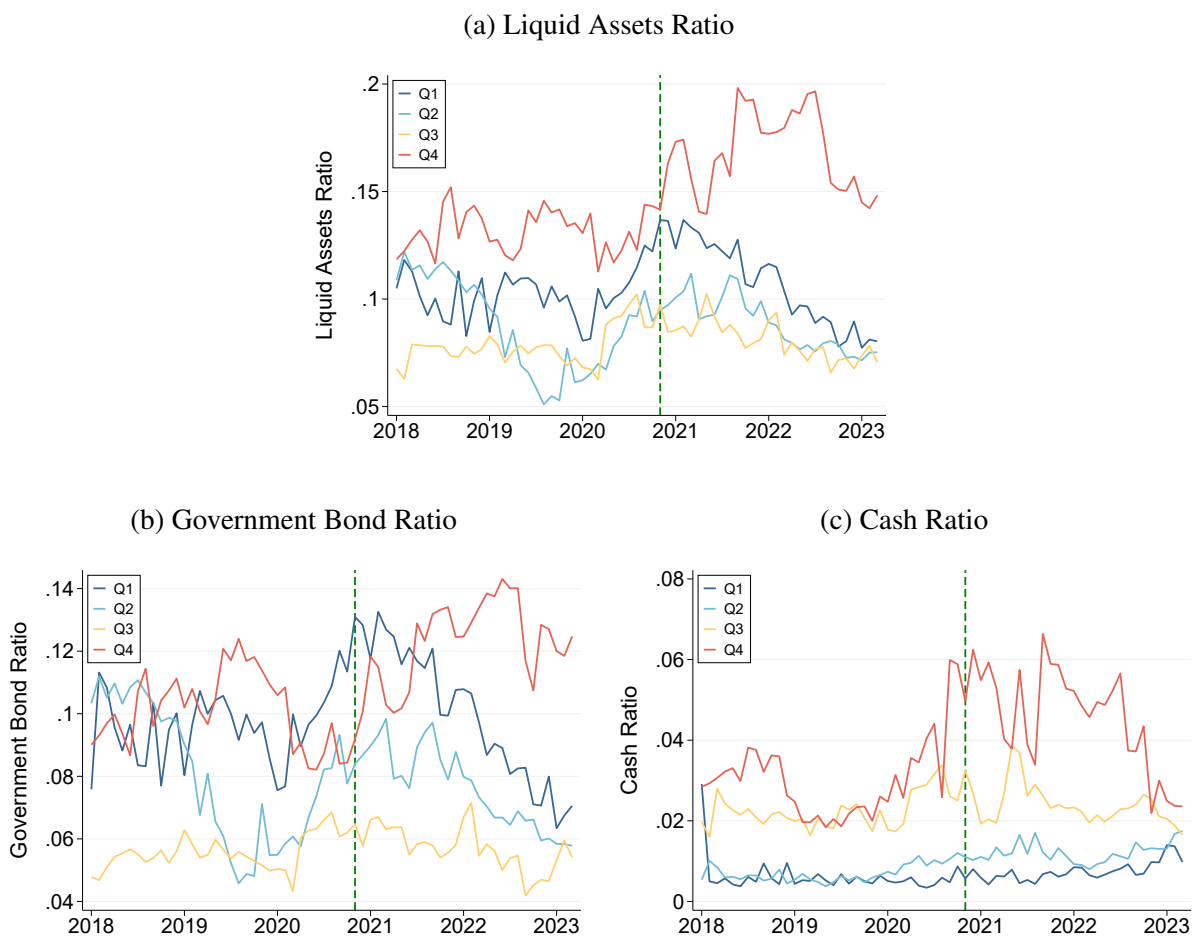 (a) Liquid Assets Ratio
Liquid Assets Ratio
.2
.15
.1
.05
Q1
Q2
Q3
Q4
2018 2019 2020 2021 2022 2023
(b) Government Bond Ratio
Government Bond Ratio
.14
.12
.1
.08
.06
.04
Q1
Q2
Q3
Q4
2018 2019 2020 2021 2022 2023
(c) Cash Ratio
Cash Ratio
.08
.06
.04
.02
0
Q1
Q2
Q3
Q4
2018 2019 2020 2021 2022 2023